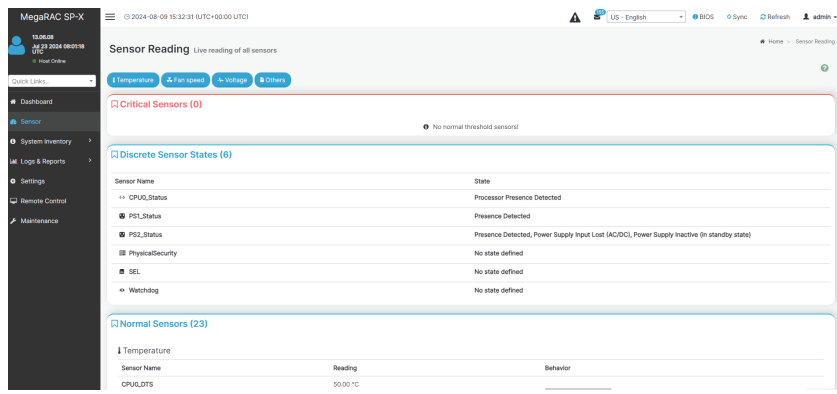 MegaRAC SP-X
2024-08-09 15:32:31 (UTC+00:00 UTC)
US - English
BIOS
Sync
Refresh
admin
13.06.08
Jul 23 2024 08:01:18
UTC
Host Online
Quick Links..
Dashboard
Sensor
System Inventory
Logs & Reports
Settings
Remote Control
Maintenance
Sensor Reading Live reading of all sensors
Home > Sensor Reading
Temperature Fan speed Voltage Others
Critical Sensors (0)
No normal threshold sensors!
Discrete Sensor States (6)
Sensor Name State
CPU0_Status Processor Presence Detected
PS1_Status Presence Detected
PS2_Status Presence Detected, Power Supply Input Lost (AC/DC), Power Supply Inactive (in standby state)
PhysicalSecurity No state defined
SEL No state defined
Watchdog No state defined
Normal Sensors (23)
Temperature
Sensor Name Reading Behavior
CPU0_DTS 50.00 °C